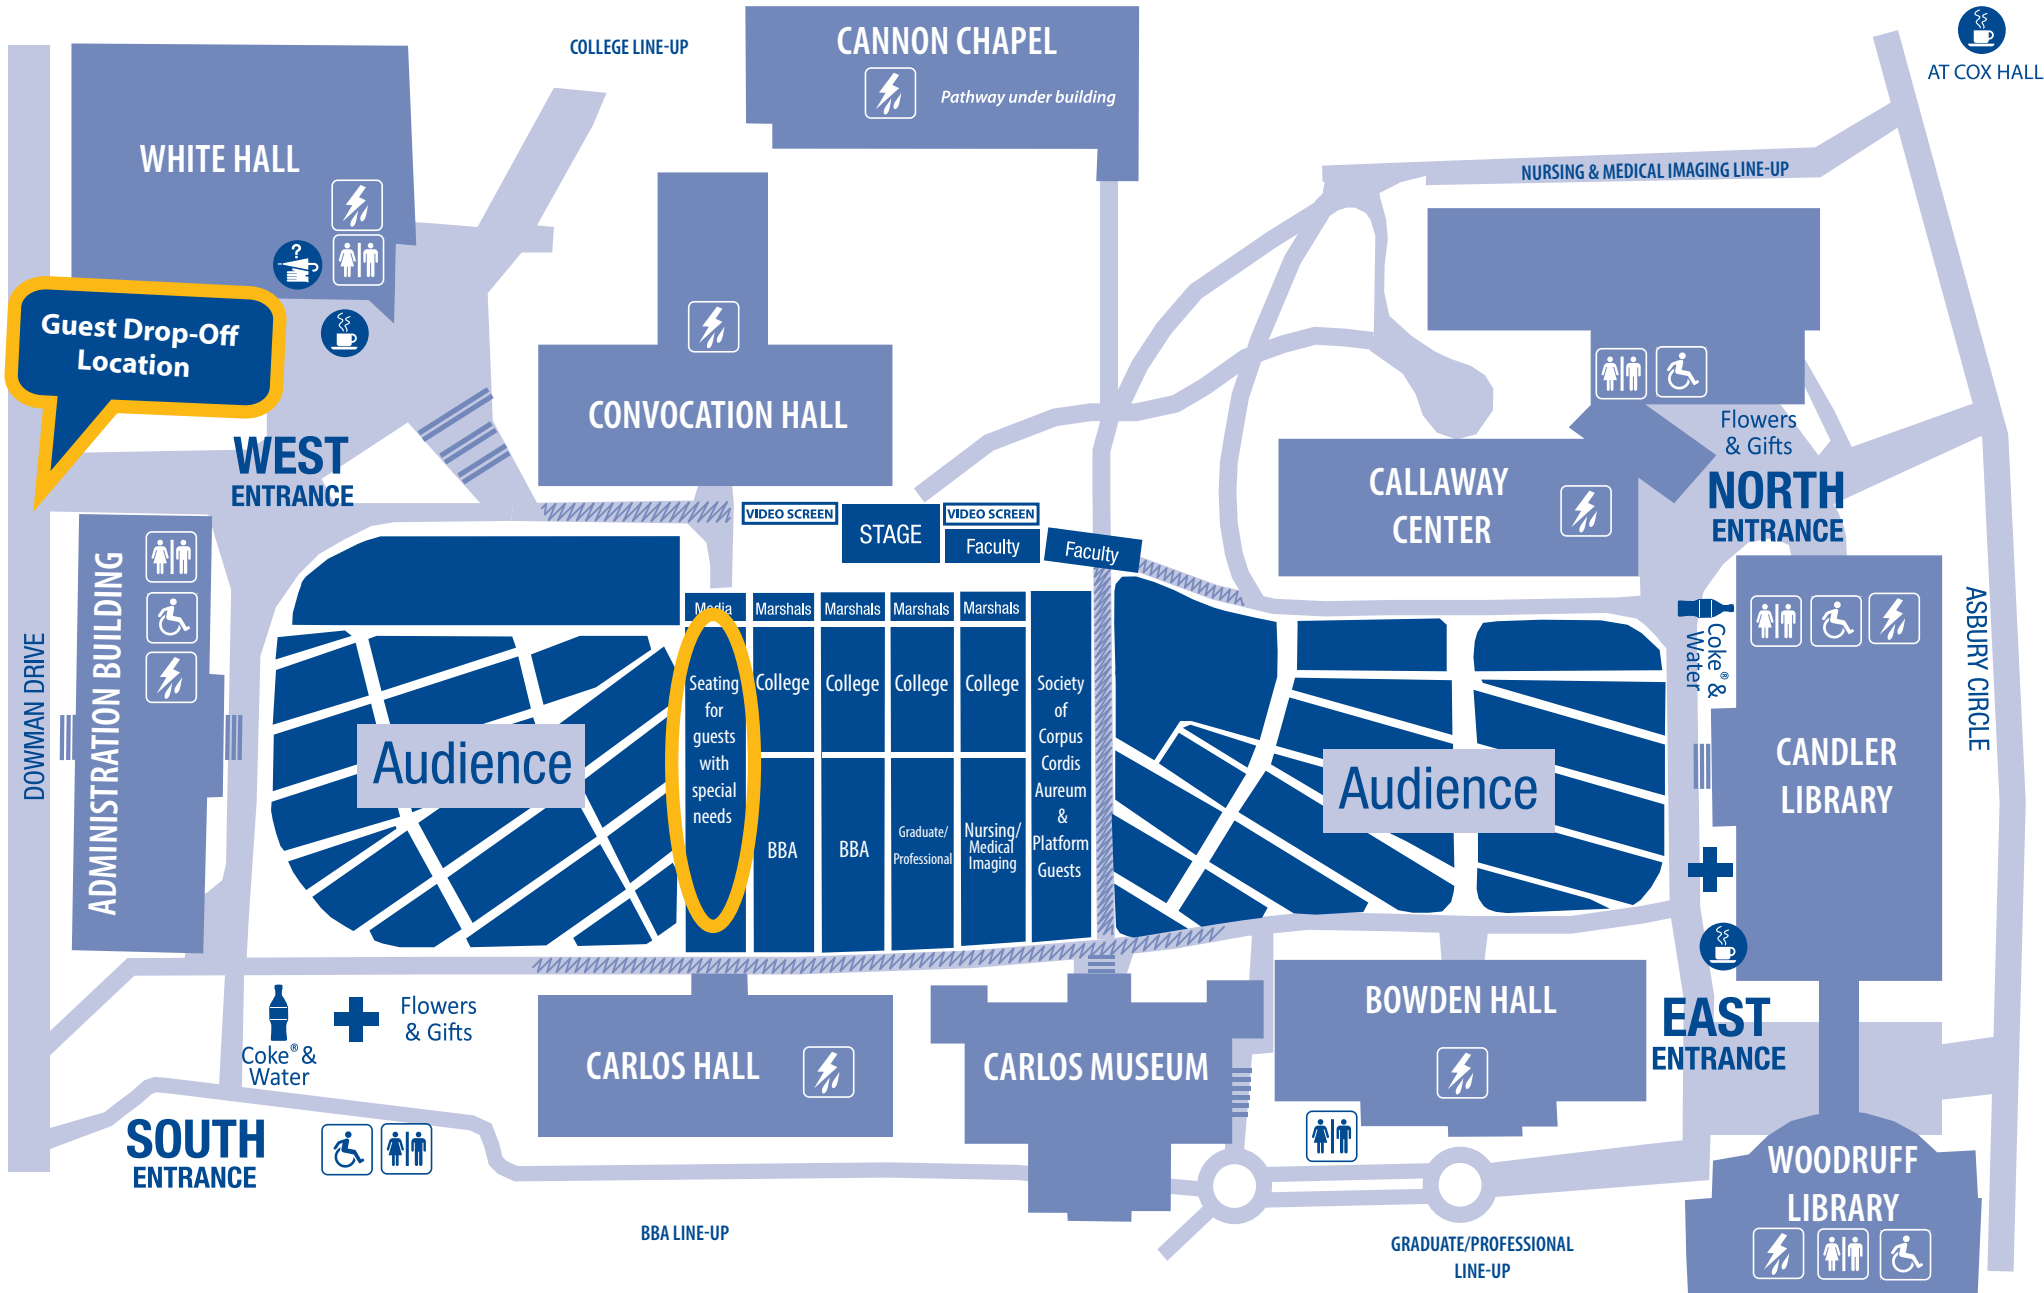 COLLEGE LINE-UP
CANNON CHAPEL
Pathway under building
AT COX HALL
WHITE HALL
NURSING & MEDICAL IMAGING LINE-UP
?
Guest Drop-Off
Location
CONVOCATION HALL
WEST
ENTRANCE
Flowers
& Gifts
CALLAWAY
CENTER
NORTH
ENTRANCE
VIDEO SCREEN
STAGE
VIDEO SCREEN
Faculty
Faculty
ADMINISTRATION BUILDING
DOWMAN DRIVE
Media
Marshals
Marshals
Marshals
Marshals
Seating
for
guests
with
special
needs
College
College
College
College
Society
of
Corpus
Cordis
Aureum
&
Platform
Guests
BBA
BBA
Graduate/
Professional
Nursing/
Medical
Imaging
Audience
Audience
Coke® &
Water
CANDLER
LIBRARY
ASBURY CIRCLE
Coke® &
Water
Flowers
& Gifts
CARLOS HALL
CARLOS MUSEUM
BOWDEN HALL
EAST
ENTRANCE
SOUTH
ENTRANCE
WOODRUFF
LIBRARY
BBA LINE-UP
GRADUATE/PROFESSIONAL
LINE-UP